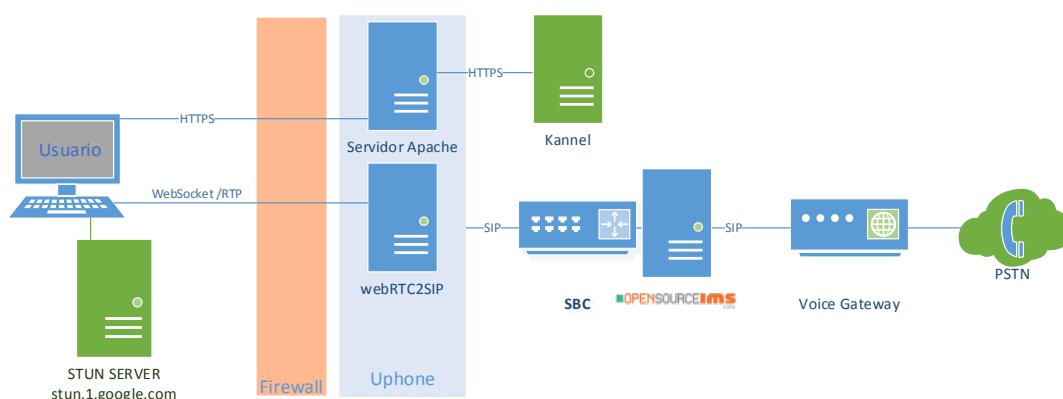 HTTPS
Kannel
HTTPS
Usuario
Servidor Apache
WebSocket /RTP
SIP
SIP
webRTC2SIP
SBC
OPENSOURCEIMS
Voice Gateway
PSTN
STUN SERVER
stun.1.google.com
Firewall
Uphone